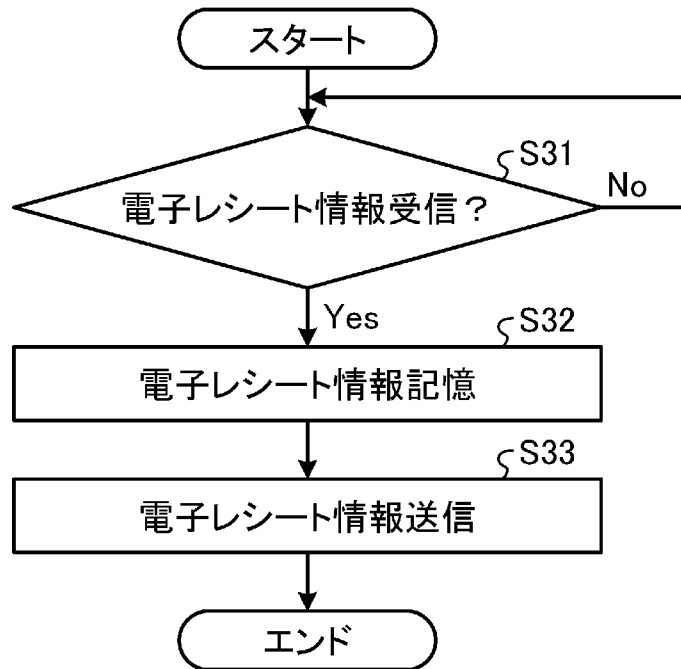 スタート
S31
電子レシート情報受信？
No
Yes
S32
電子レシート情報記憶
S33
電子レシート情報送信
エンド